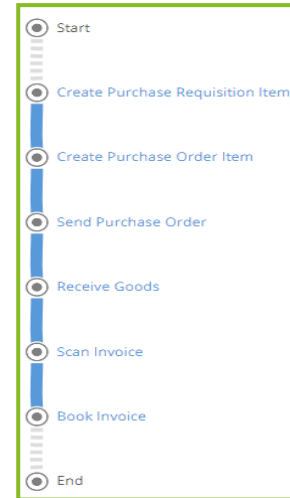 Start
Create Purchase Requisition Item
Create Purchase Order Item
Send Purchase Order
Receive Goods
Scan Invoice
Book Invoice
End